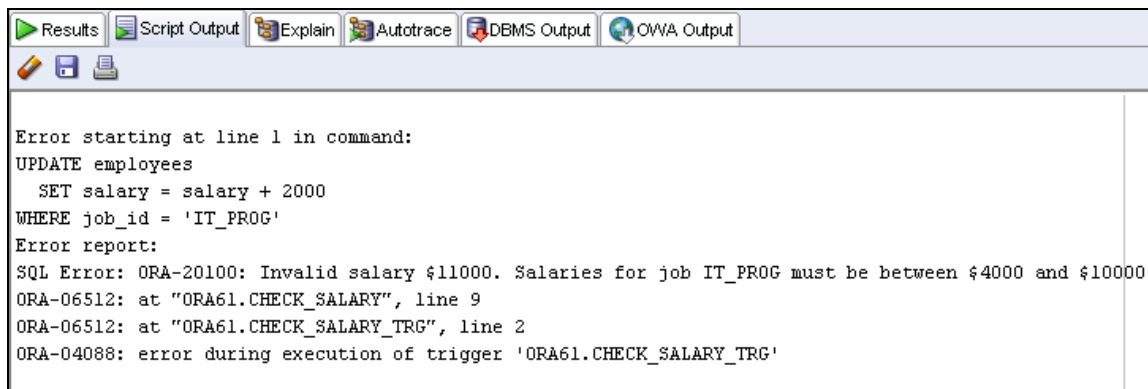 Results Script Output Explain Autotrace DBMS Output OWA Output
Error starting at line 1 in command:
UPDATE employees
SET salary = salary + 2000
WHERE job_id = 'IT_PROG'
Error report:
SQL Error: ORA-20100: Invalid salary $11000. Salaries for job IT_PROG must be between $4000 and $10000
ORA-06512: at "ORA61.CHECK_SALARY", line 9
ORA-06512: at "ORA61.CHECK_SALARY_TRG", line 2
ORA-04088: error during execution of trigger 'ORA61.CHECK_SALARY_TRG'